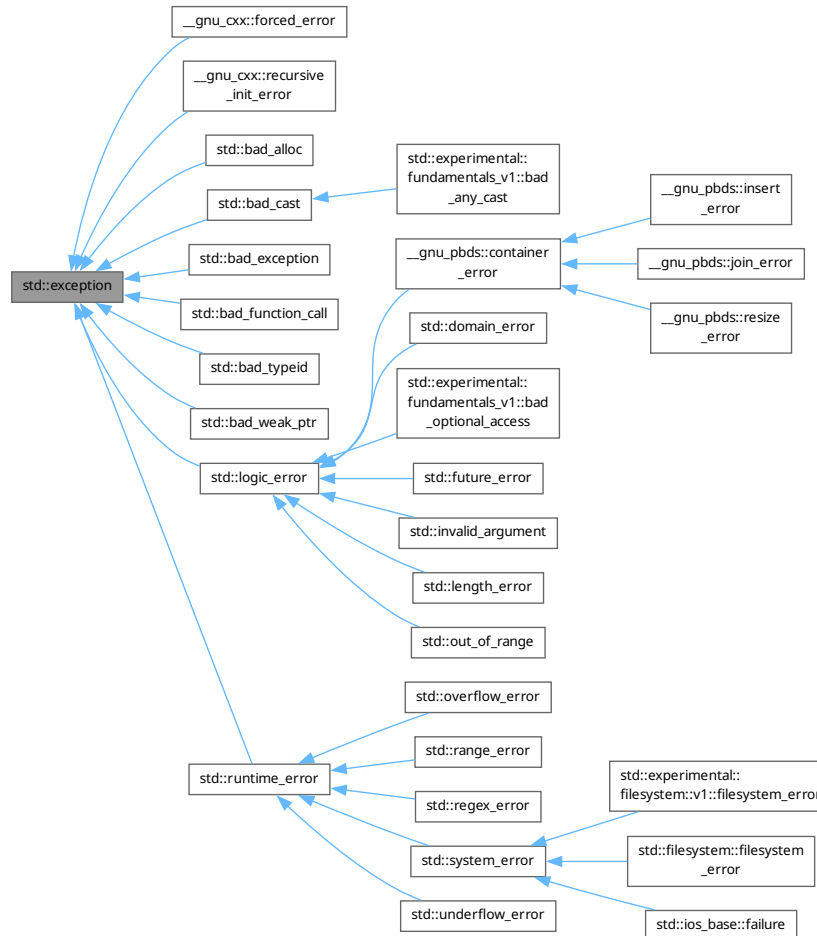 __gnu_cxx::forced_error
__gnu_cxx::recursive
_init_error
std::bad_alloc
std::experimental::
fundamentals_v1::bad
_any_cast
std::bad_cast
__gnu_pbds::insert
_error
std::bad_exception
__gnu_pbds::container
_error
__gnu_pbds::join_error
std::exception
std::bad_function_call
std::domain_error
__gnu_pbds::resize
_error
std::bad_typeid
std::experimental::
fundamentals_v1::bad
_optional_access
std::bad_weak_ptr
std::logic_error
std::future_error
std::invalid_argument
std::length_error
std::out_of_range
std::overflow_error
std::range_error
std::runtime_error
std::regex_error
std::experimental::
filesystem::v1::filesystem_error
std::system_error
std::filesystem::filesystem
_error
std::underflow_error
std::ios_base::failure